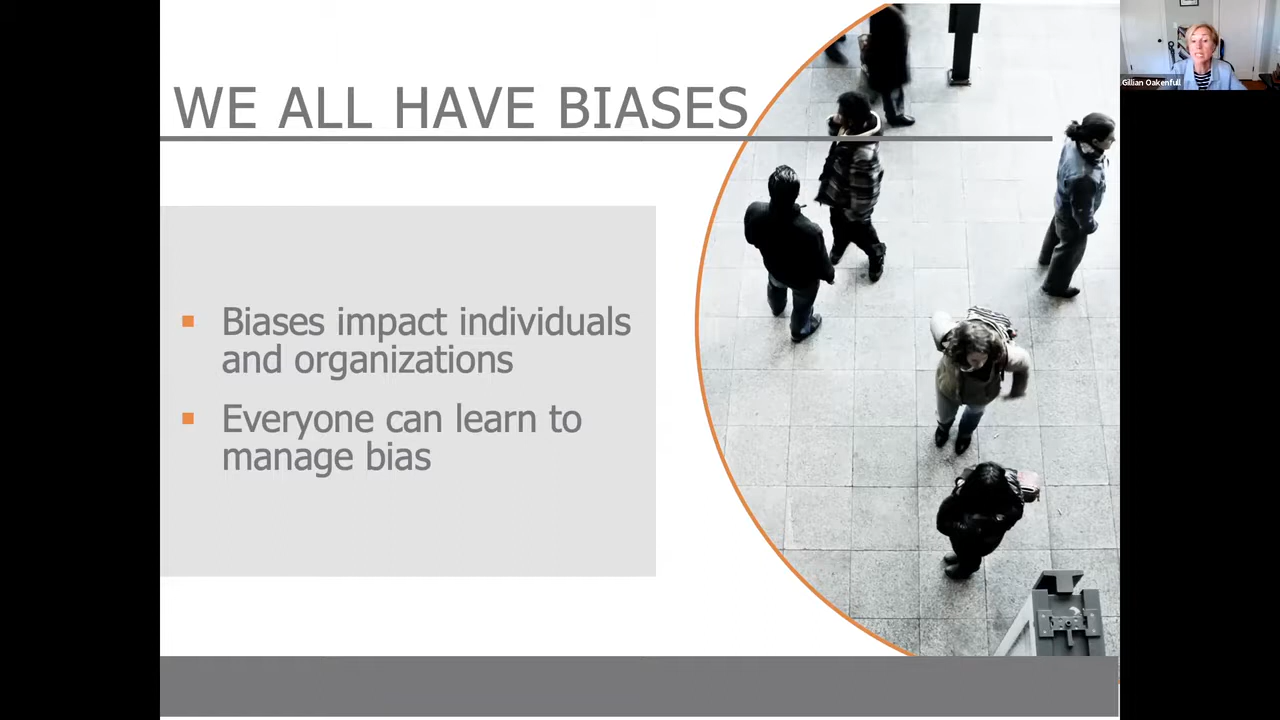 WE ALL HAVE BIASES
Biases impact individuals
and organizations
Everyone can learn to
manage bias
Gillian Oakenfull